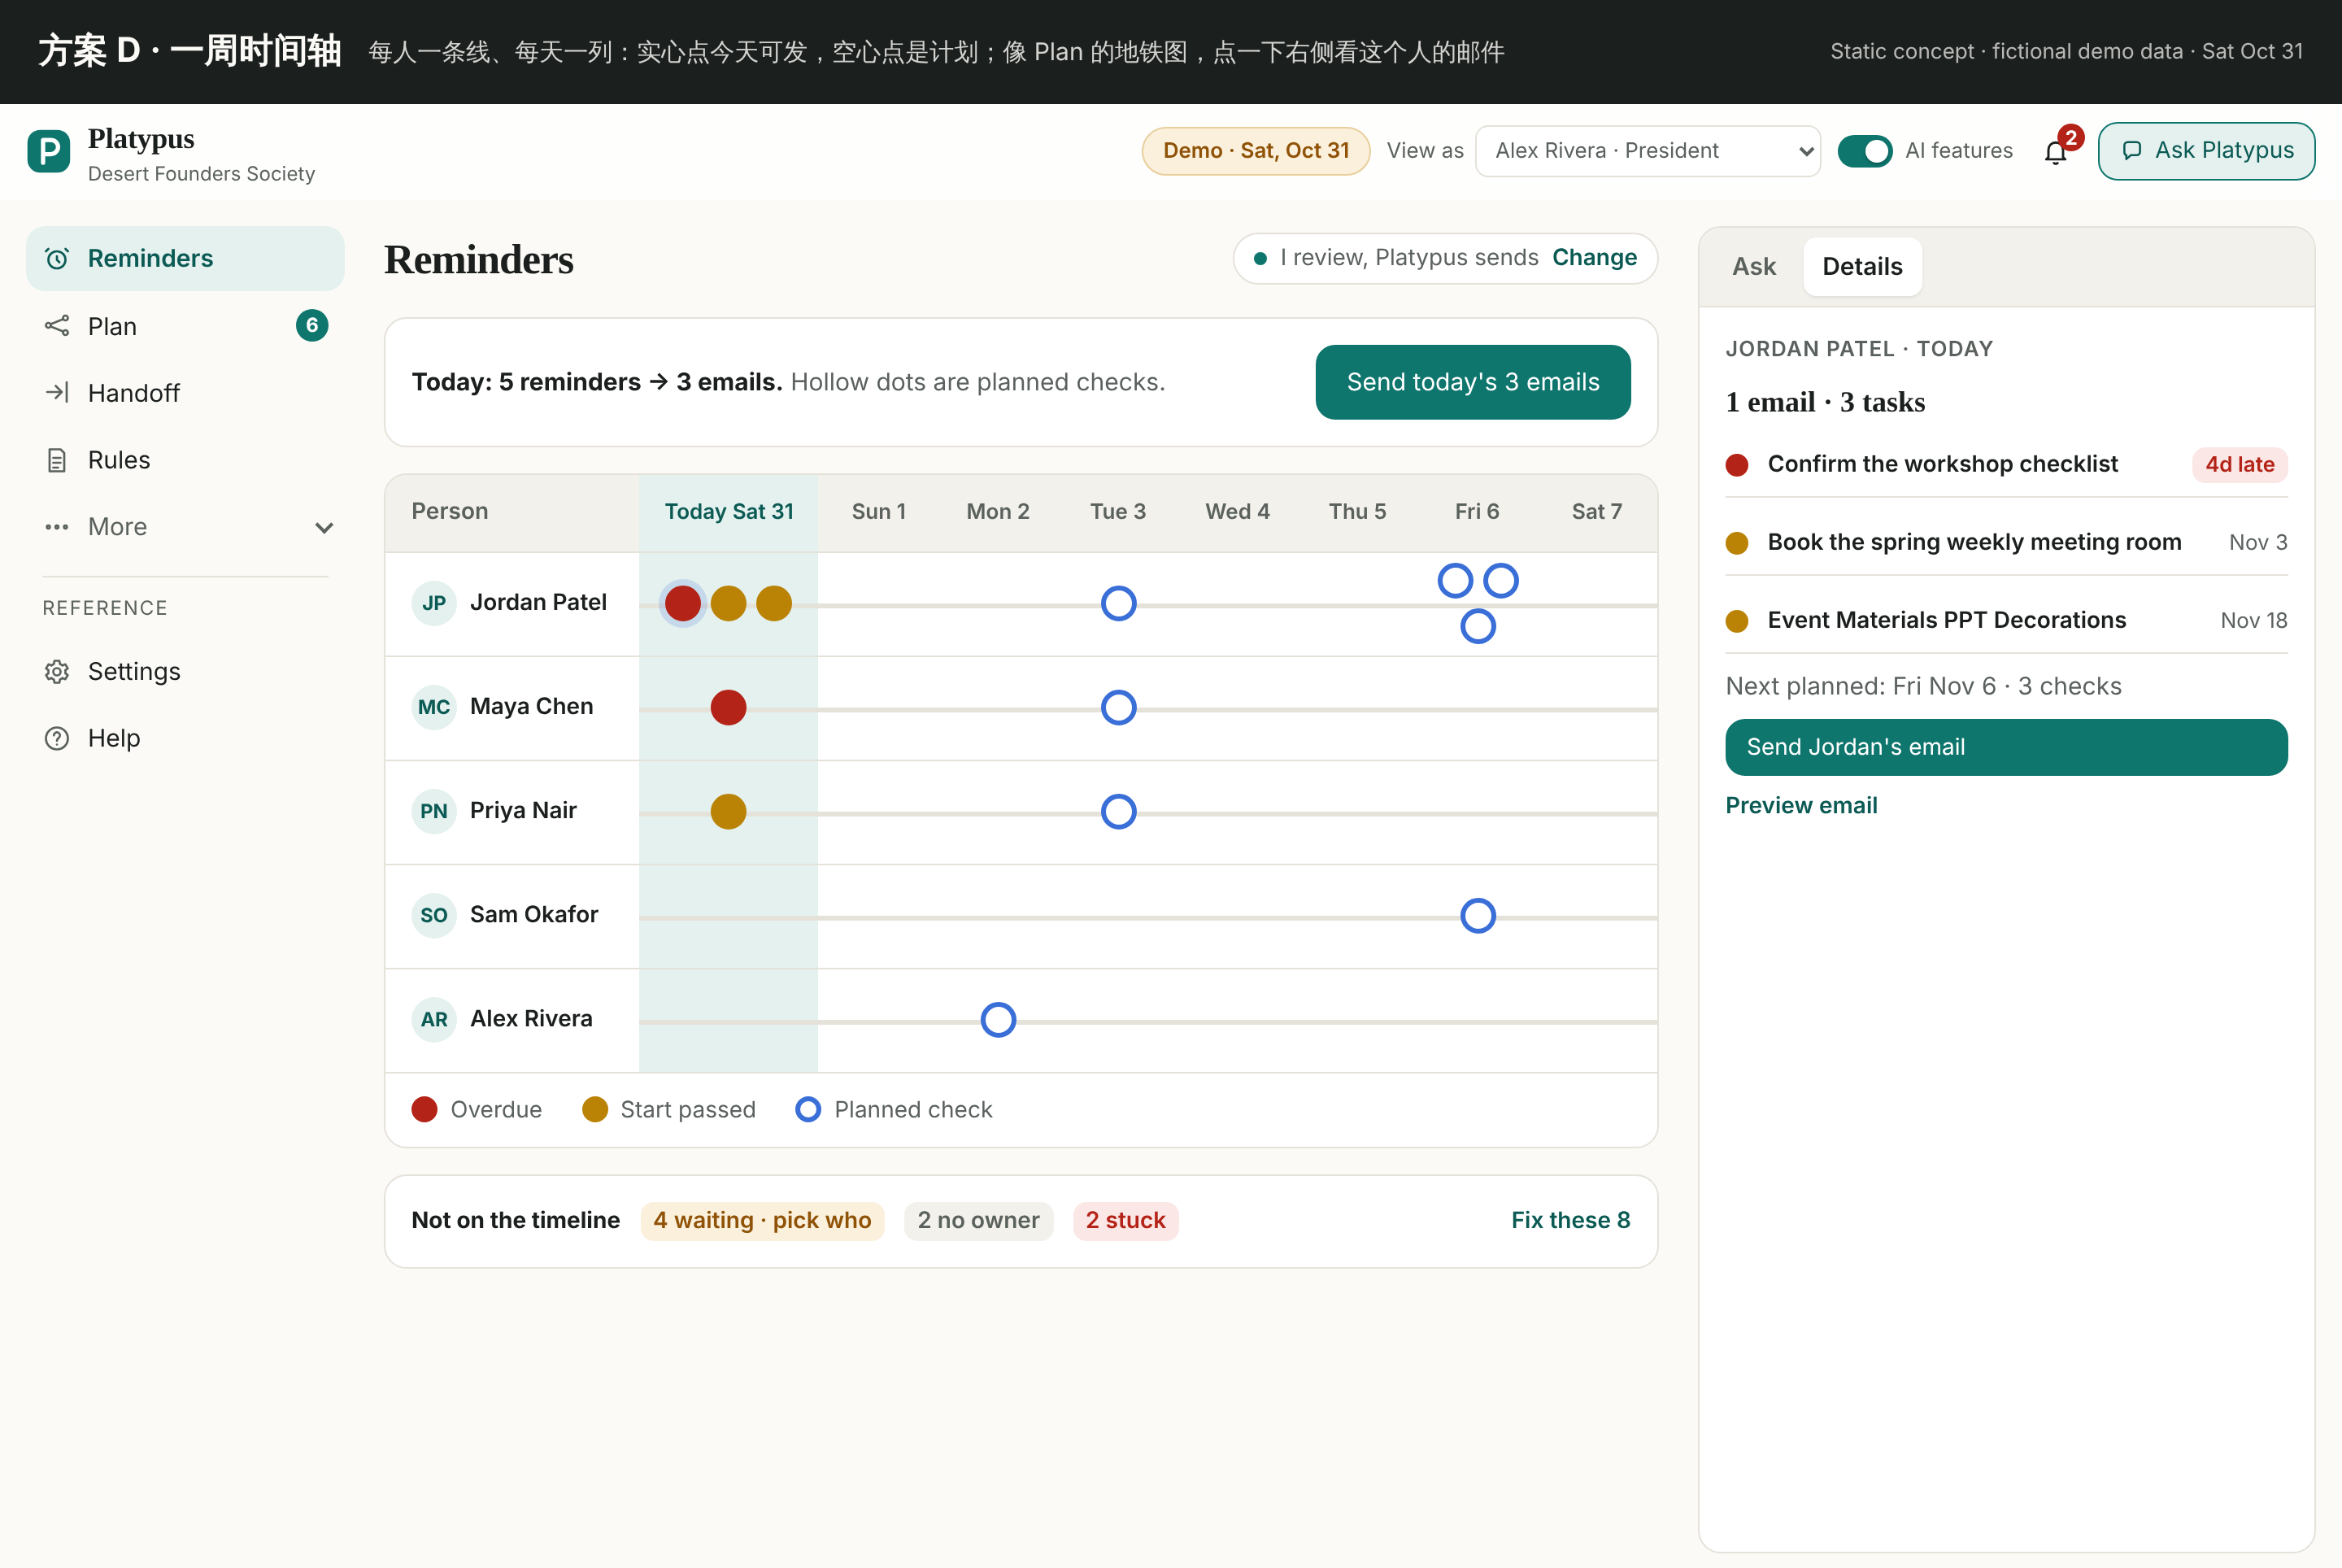 方案 D · 一周时间轴 每人一条线、每天一列：实心点今天可发，空心点是计划；像 Plan 的地铁图，点一下右侧看这个人的邮件 Static concept · fictional demo data · Sat Oct 31
P
Platypus
Desert Founders Society
Demo · Sat, Oct 31 View as Alex Rivera · President AI features 2 Ask Platypus
Reminders
Plan 6
Handoff
Rules
More
REFERENCE
Settings
Help
Reminders
I review, Platypus sends Change
Today: 5 reminders → 3 emails. Hollow dots are planned checks. Send today's 3 emails
Person Today Sat 31 Sun 1 Mon 2 Tue 3 Wed 4 Thu 5 Fri 6 Sat 7
JP Jordan Patel
MC Maya Chen
PN Priya Nair
SO Sam Okafor
AR Alex Rivera
Overdue Start passed Planned check
Not on the timeline 4 waiting · pick who 2 no owner 2 stuck Fix these 8
Ask Details
JORDAN PATEL · TODAY
1 email · 3 tasks
Confirm the workshop checklist 4d late
Book the spring weekly meeting room Nov 3
Event Materials PPT Decorations Nov 18
Next planned: Fri Nov 6 · 3 checks
Send Jordan's email
Preview email